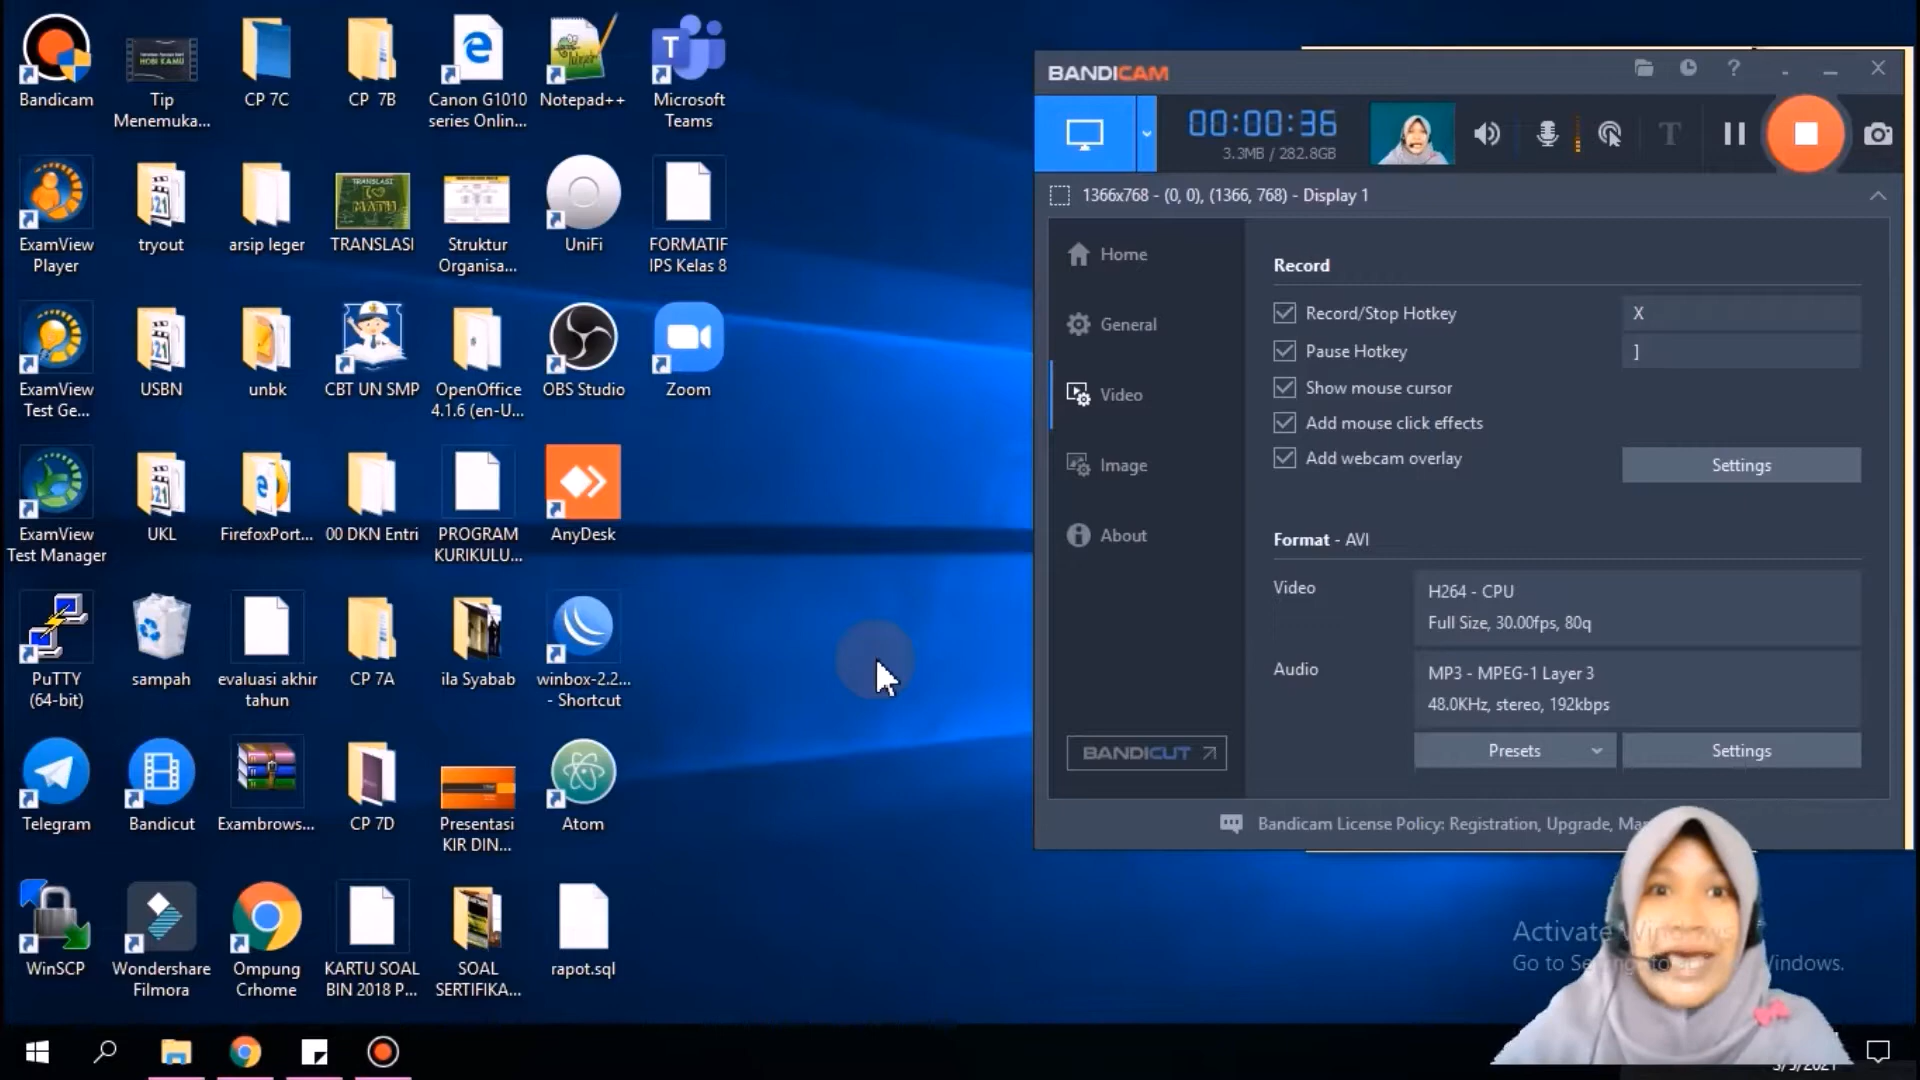 Bandicam
Tip
Menemuka...
CP 7C
CP 7B
Canon G1010
series Onlin...
Notepad++
Microsoft
Teams
ExamView
Player
tryout
arsip leger
TRANSLASI
Struktur
Organisa...
UniFi
FORMATIF
IPS Kelas 8
ExamView
Test Ge...
USBN
unbk
CBT UN SMP
OpenOffice
4.1.6 (en-U...
OBS Studio
Zoom
ExamView
Test Manager
UKL
FirefoxPort...
00 DKN Entri
PROGRAM
KURIKULU...
AnyDesk
PuTTY
(64-bit)
sampah
evaluasi akhir
tahun
CP 7A
ila Syabab
winbox-2.2...
- Shortcut
Telegram
Bandicut
Exambrows...
CP 7D
Presentasi
KIR DIN...
Atom
WinSCP
Wondershare
Filmora
Ompung
Crhome
KARTU SOAL
BIN 2018 P...
SOAL
SERTIFIKA...
rapot.sql
BANDICAM
00:00:36
3.3MB / 282.8GB
1366x768 - (0, 0), (1366, 768) - Display 1
Home
General
Video
Image
About
BANDICUT
Record
Record/Stop Hotkey X
Pause Hotkey ]
Show mouse cursor
Add mouse click effects
Add webcam overlay Settings
Format - AVI
Video H264 - CPU
Full Size, 30.00fps, 80q
Audio MP3 - MPEG-1 Layer 3
48.0KHz, stereo, 192kbps
Presets Settings
Bandicam License Policy: Registration, Upgrade,
Activate
Go to